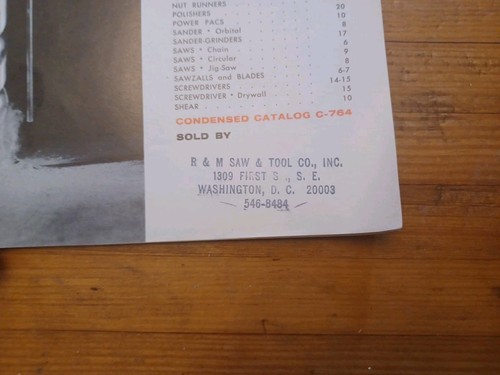 NUT RUNNERS . . . . . . . 20
POLISHERS . . . . . . . 10
POWER PACS . . . . . . . 8
SANDER • Orbital . . . . . . 17
SANDER-GRINDERS . . . . . . 6
SAWS • Chain . . . . . . . 9
SAWS • Circular . . . . . . 8
SAWS • Jig-Saw . . . . . . 6-7
SAWZALLS and BLADES . . . . 14-15
SCREWDRIVERS . . . . . . 15
SCREWDRIVER • Drywall . . . . 10
SHEAR . . . . . . .
CONDENSED CATALOG C-764
SOLD BY
R & M SAW & TOOL CO., INC.
1309 FIRST S ., S. E.
WASHINGTON, D. C. 20003
546-8484